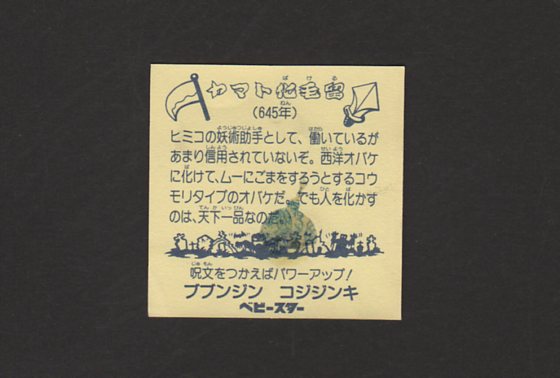 ヤマト化毛留
(645年)
ヒミコの妖術助手として、働いているが
あまり信用されていないぞ。西洋オバケ
に化けて、ムーにごまをするうとするコウ
モリタイプのオバケだ。でも人を化かす
のは、天下一品なのだ。
呪文をつかえばパワーアップ!
ブブンジン コジジンキ
ベビースター